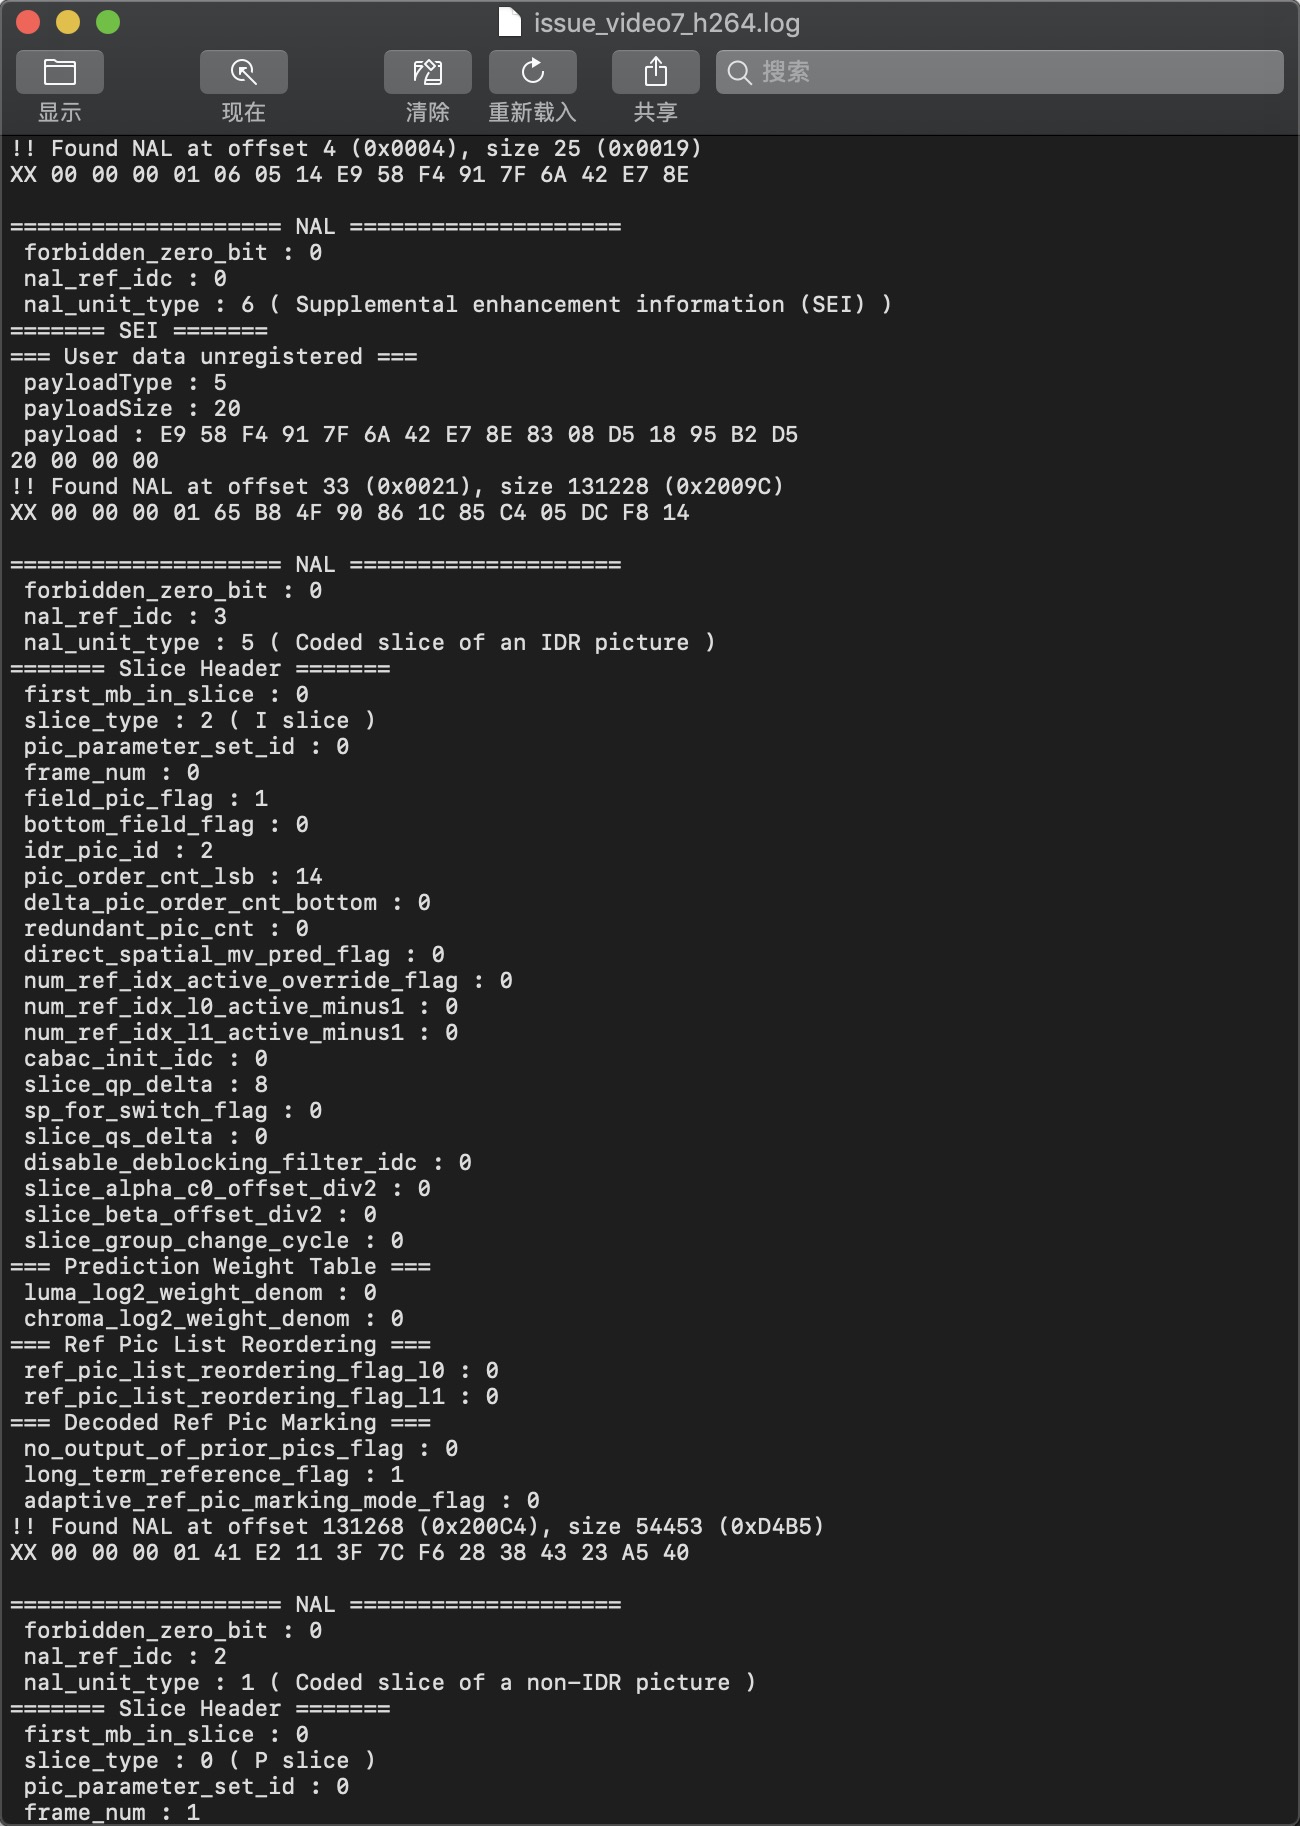 issue_video7_h264.log
显示
现在
清除
重新载入
共享
搜索
!! Found NAL at offset 4 (0x0004), size 25 (0x0019)
XX 00 00 00 01 06 05 14 E9 58 F4 91 7F 6A 42 E7 8E
==================== NAL ====================
forbidden_zero_bit : 0
nal_ref_idc : 0
nal_unit_type : 6 ( Supplemental enhancement information (SEI) )
======= SEI =======
=== User data unregistered ===
payloadType : 5
payloadSize : 20
payload : E9 58 F4 91 7F 6A 42 E7 8E 83 08 D5 18 95 B2 D5
20 00 00 00
!! Found NAL at offset 33 (0x0021), size 131228 (0x2009C)
XX 00 00 00 01 65 B8 4F 90 86 1C 85 C4 05 DC F8 14
==================== NAL ====================
forbidden_zero_bit : 0
nal_ref_idc : 3
nal_unit_type : 5 ( Coded slice of an IDR picture )
======= Slice Header =======
first_mb_in_slice : 0
slice_type : 2 ( I slice )
pic_parameter_set_id : 0
frame_num : 0
field_pic_flag : 1
bottom_field_flag : 0
idr_pic_id : 2
pic_order_cnt_lsb : 14
delta_pic_order_cnt_bottom : 0
redundant_pic_cnt : 0
direct_spatial_mv_pred_flag : 0
num_ref_idx_active_override_flag : 0
num_ref_idx_l0_active_minus1 : 0
num_ref_idx_l1_active_minus1 : 0
cabac_init_idc : 0
slice_qp_delta : 8
sp_for_switch_flag : 0
slice_qs_delta : 0
disable_deblocking_filter_idc : 0
slice_alpha_c0_offset_div2 : 0
slice_beta_offset_div2 : 0
slice_group_change_cycle : 0
=== Prediction Weight Table ===
luma_log2_weight_denom : 0
chroma_log2_weight_denom : 0
=== Ref Pic List Reordering ===
ref_pic_list_reordering_flag_l0 : 0
ref_pic_list_reordering_flag_l1 : 0
=== Decoded Ref Pic Marking ===
no_output_of_prior_pics_flag : 0
long_term_reference_flag : 1
adaptive_ref_pic_marking_mode_flag : 0
!! Found NAL at offset 131268 (0x200C4), size 54453 (0xD4B5)
XX 00 00 00 01 41 E2 11 3F 7C F6 28 38 43 23 A5 40
==================== NAL ====================
forbidden_zero_bit : 0
nal_ref_idc : 2
nal_unit_type : 1 ( Coded slice of a non-IDR picture )
======= Slice Header =======
first_mb_in_slice : 0
slice_type : 0 ( P slice )
pic_parameter_set_id : 0
frame_num : 1